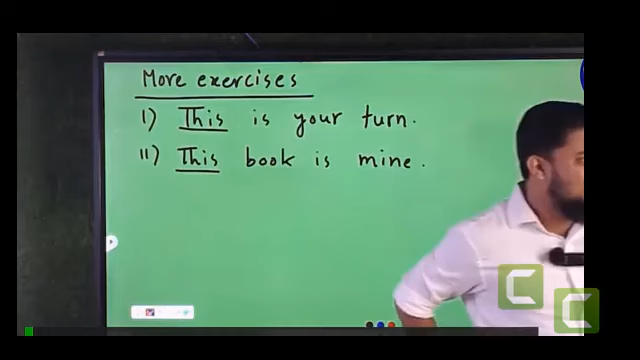 More exercises
I) This is your turn.
II) This book is mine.